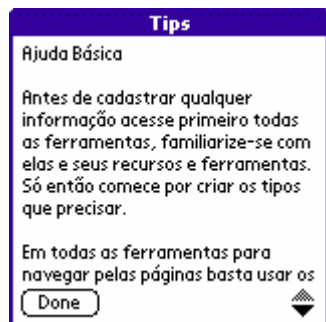 Tips
Ajuda Básica
Antes de cadastrar qualquer
informação acesse primeiro todas
as ferramentas, familiarize-se com
elas e seus recursos e ferramentas.
Só então comece por criar os tipos
que precisar.
Em todas as ferramentas para
navegar pelas páginas basta usar os
Done